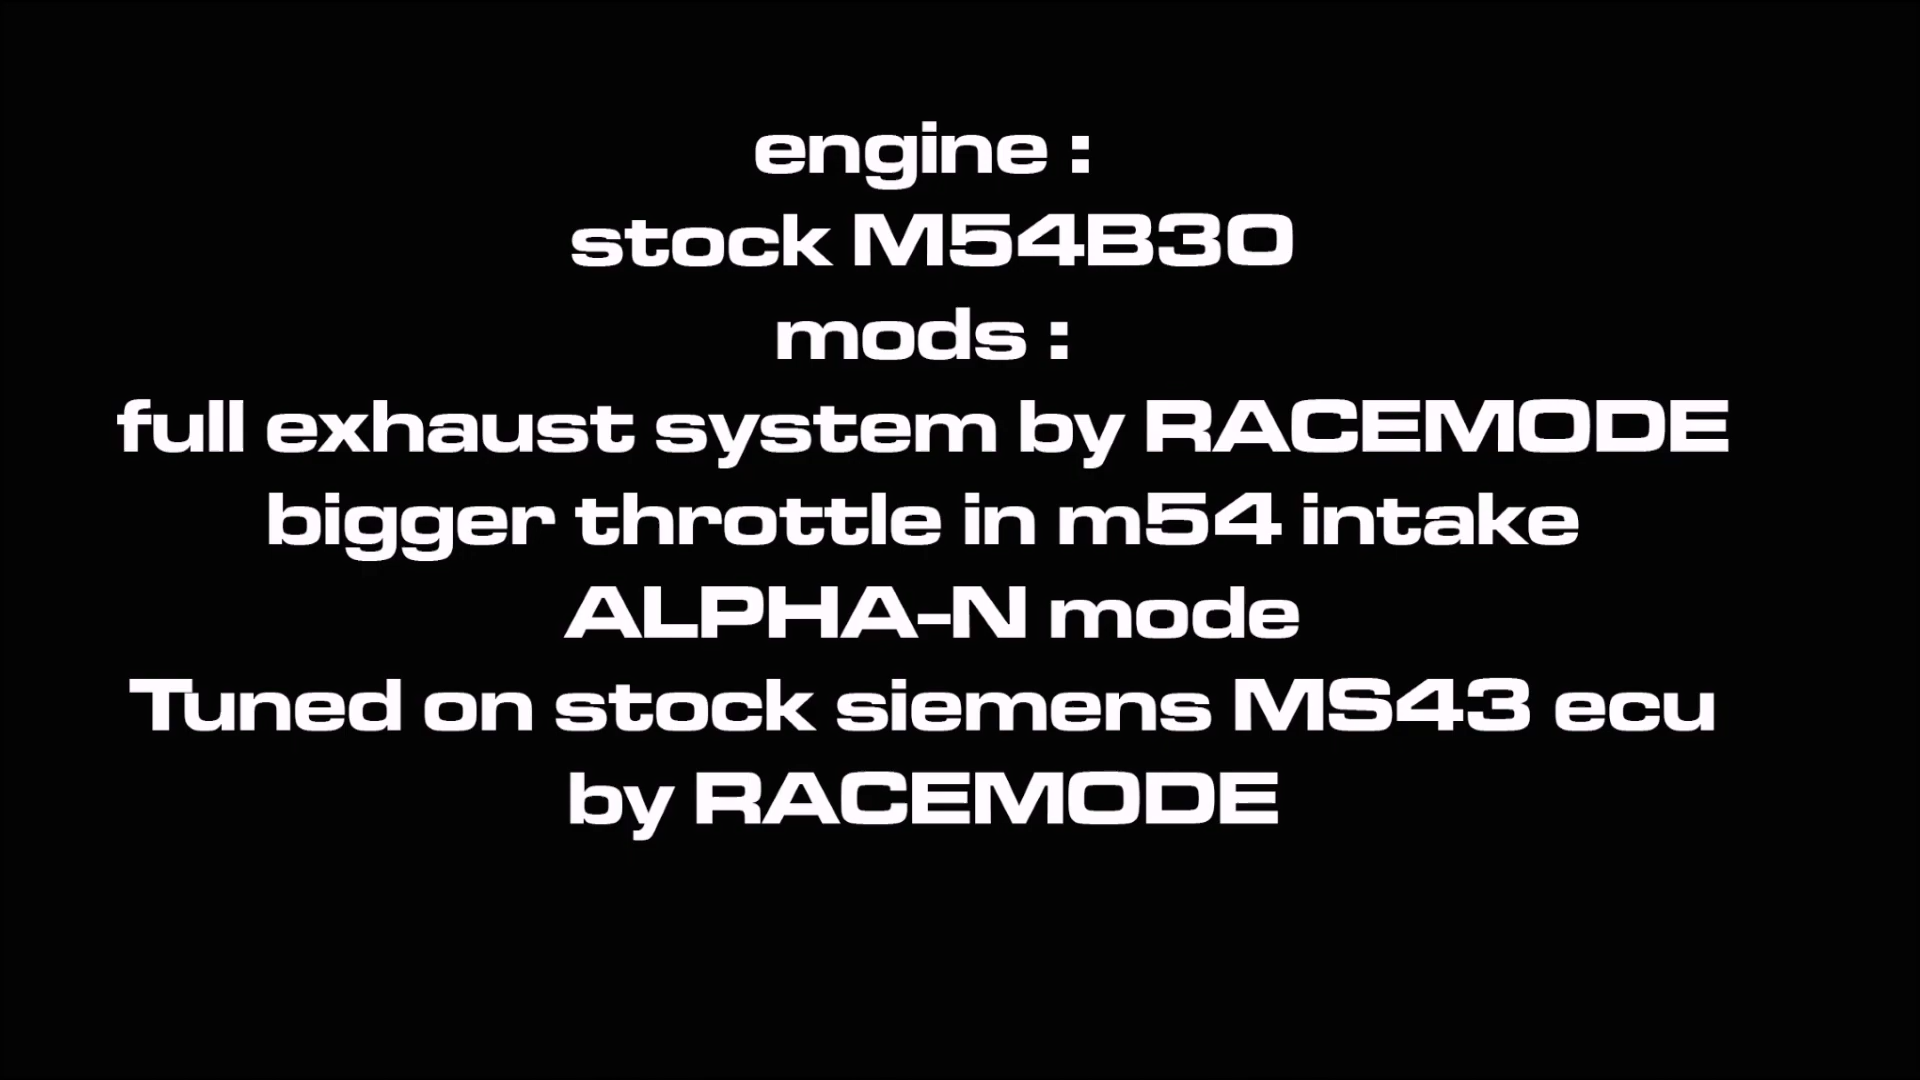 engine :
stock M54B30
mods :
full exhaust system by RACEMODE
bigger throttle in m54 intake
ALPHA-N mode
Tuned on stock siemens MS43 ecu
by RACEMODE